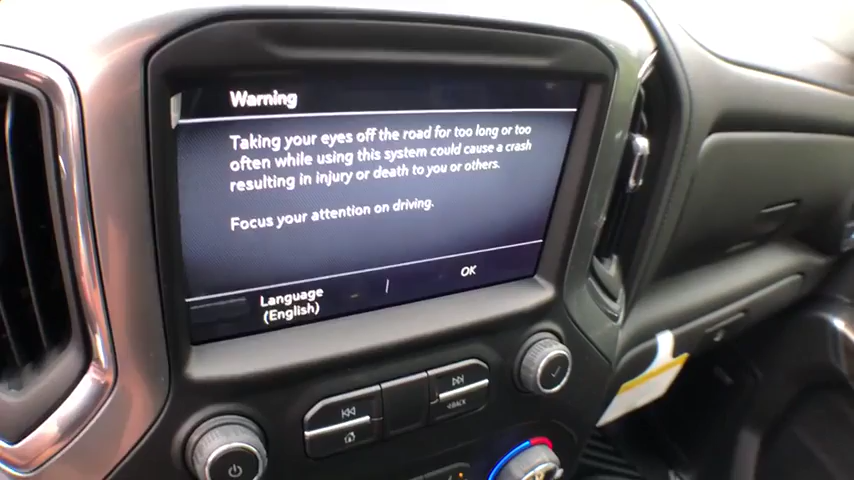 Warning
Taking your eyes off the road for too long or too
often while using this system could cause a crash
resulting in injury or death to you or others.
Focus your attention on driving.
Language
(English)
OK
BACK